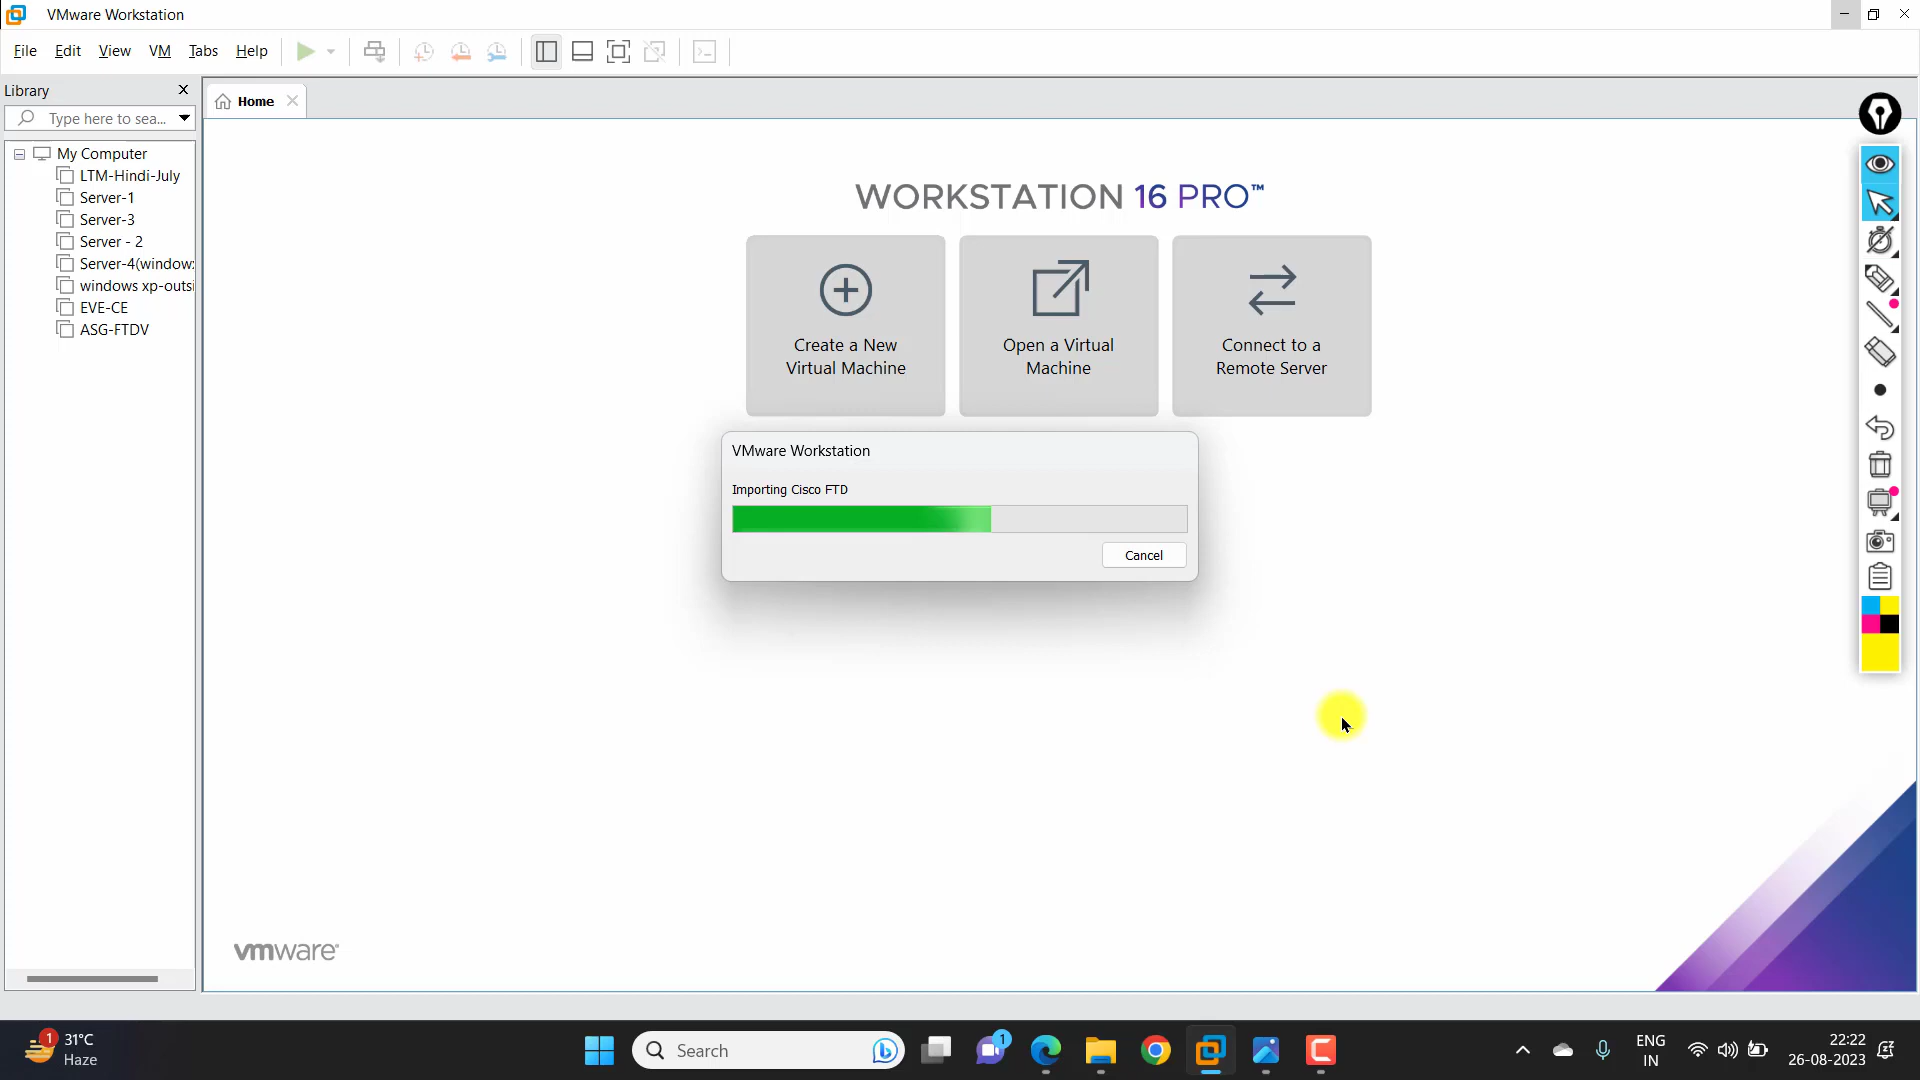 VMware Workstation
File Edit View VM Tabs Help
Library
Type here to sea...
Home
My Computer
LTM-Hindi-July
Server-1
Server-3
Server - 2
Server-4(window
windows xp-outsi
EVE-CE
ASG-FTDV
WORKSTATION 16 PRO™
Create a New
Virtual Machine
Open a Virtual
Machine
Connect to a
Remote Server
VMware Workstation
Importing Cisco FTD
Cancel
vmware
1
31°C
Haze
Search
1
ENG
IN
22:22
26-08-2023